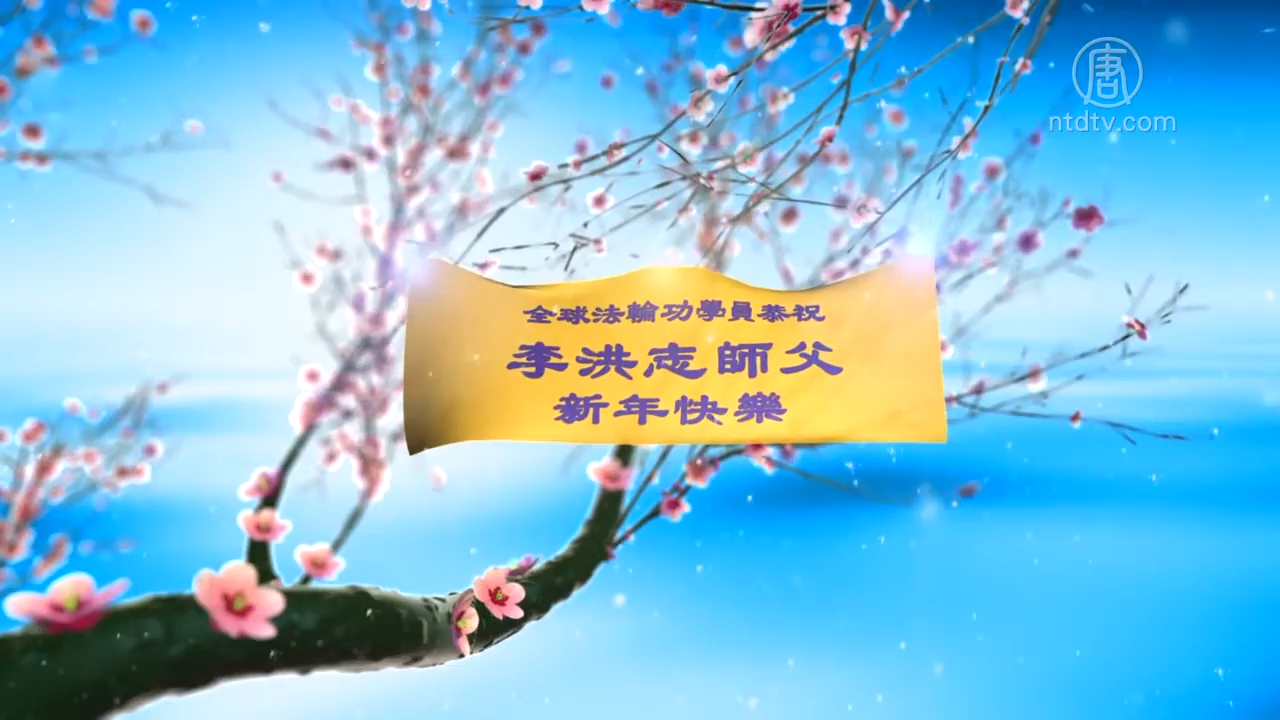 唐
ntdtv.com
全球法輪功學員恭祝
李洪志師父
新年快樂